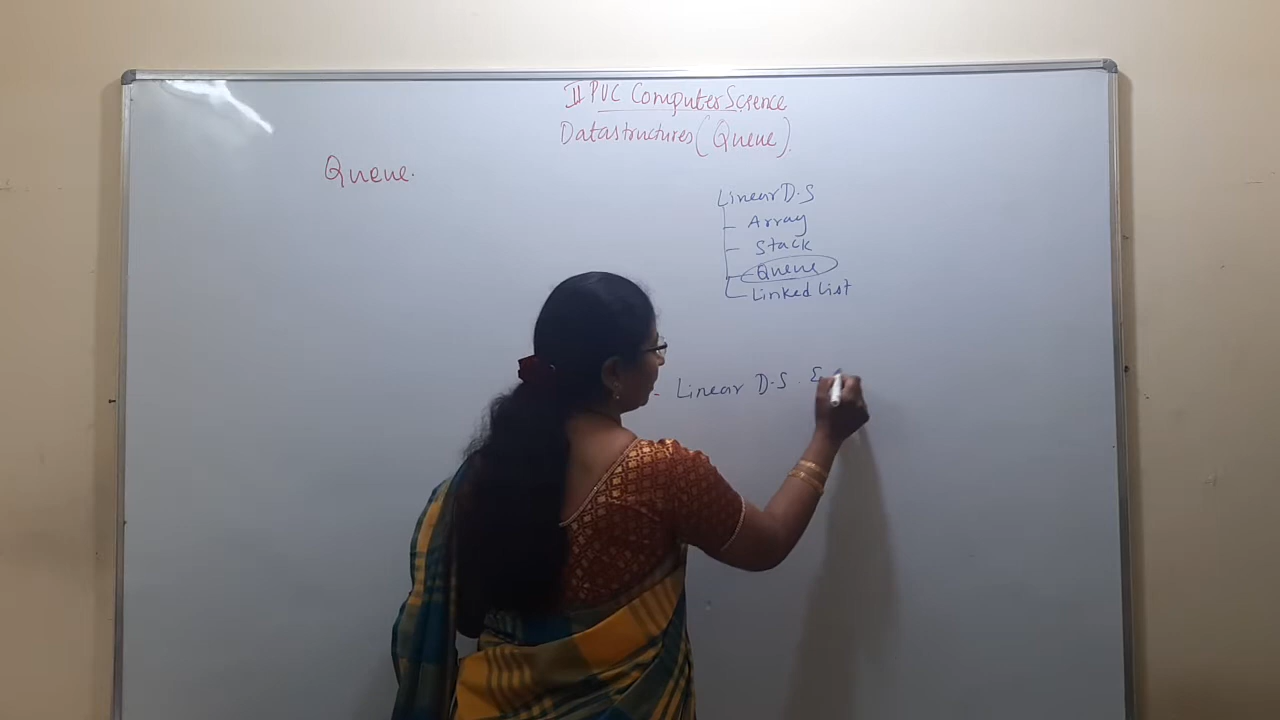 II PUC Computer Science
Datastructures (Queue).
Queue.
Linear D.S
Array
Stack
Queue
Linked List
- Linear D.S.